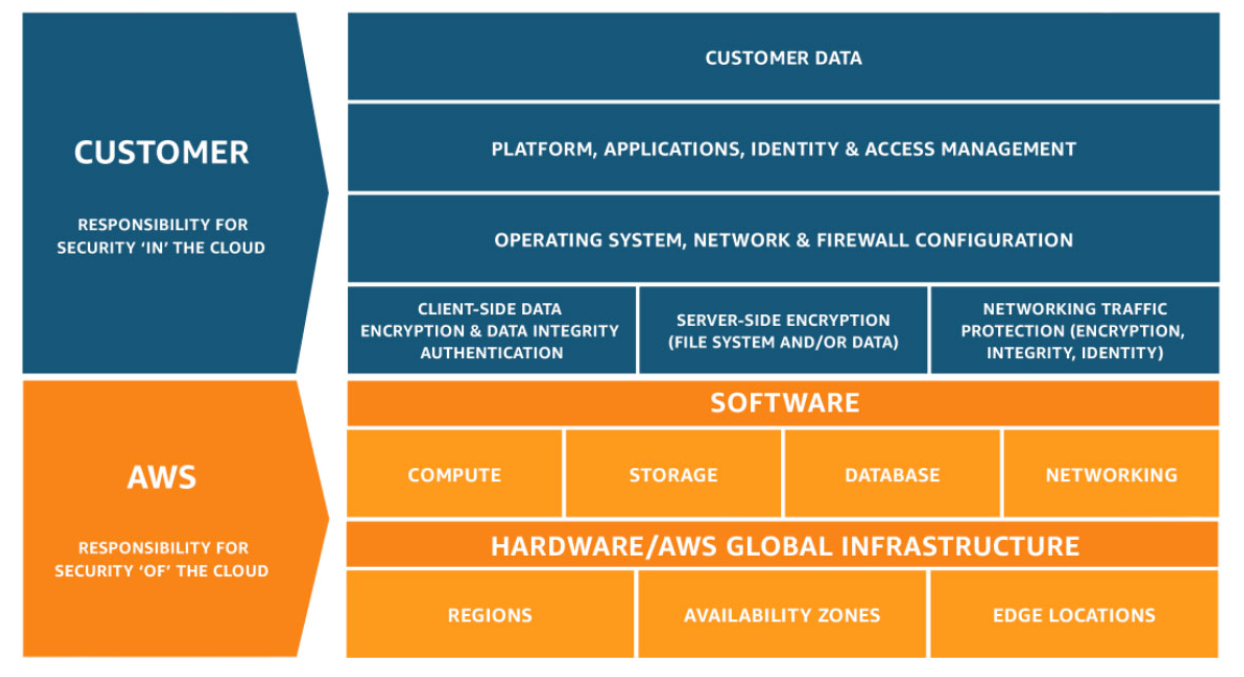 CUSTOMER
RESPONSIBILITY FOR
SECURITY ‘IN’ THE CLOUD
CUSTOMER DATA
PLATFORM, APPLICATIONS, IDENTITY & ACCESS MANAGEMENT
OPERATING SYSTEM, NETWORK & FIREWALL CONFIGURATION
CLIENT-SIDE DATA
ENCRYPTION & DATA INTEGRITY
AUTHENTICATION
SERVER-SIDE ENCRYPTION
(FILE SYSTEM AND/OR DATA)
NETWORKING TRAFFIC
PROTECTION (ENCRYPTION,
INTEGRITY, IDENTITY)
AWS
RESPONSIBILITY FOR
SECURITY ‘OF’ THE CLOUD
SOFTWARE
COMPUTE
STORAGE
DATABASE
NETWORKING
HARDWARE/AWS GLOBAL INFRASTRUCTURE
REGIONS
AVAILABILITY ZONES
EDGE LOCATIONS